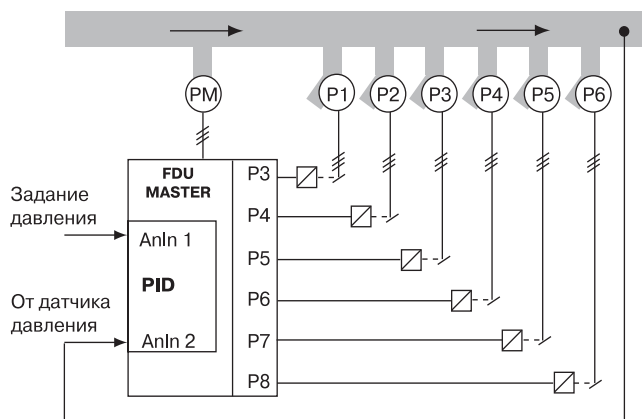 PM
P1
P2
P3
P4
P5
P6
FDU
MASTER
P3
P4
P5
P6
P7
P8
Задание
давления
AnIn 1
PID
От датчика
давления
AnIn 2